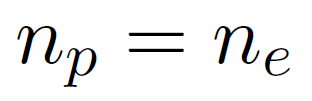 n_p = n_e